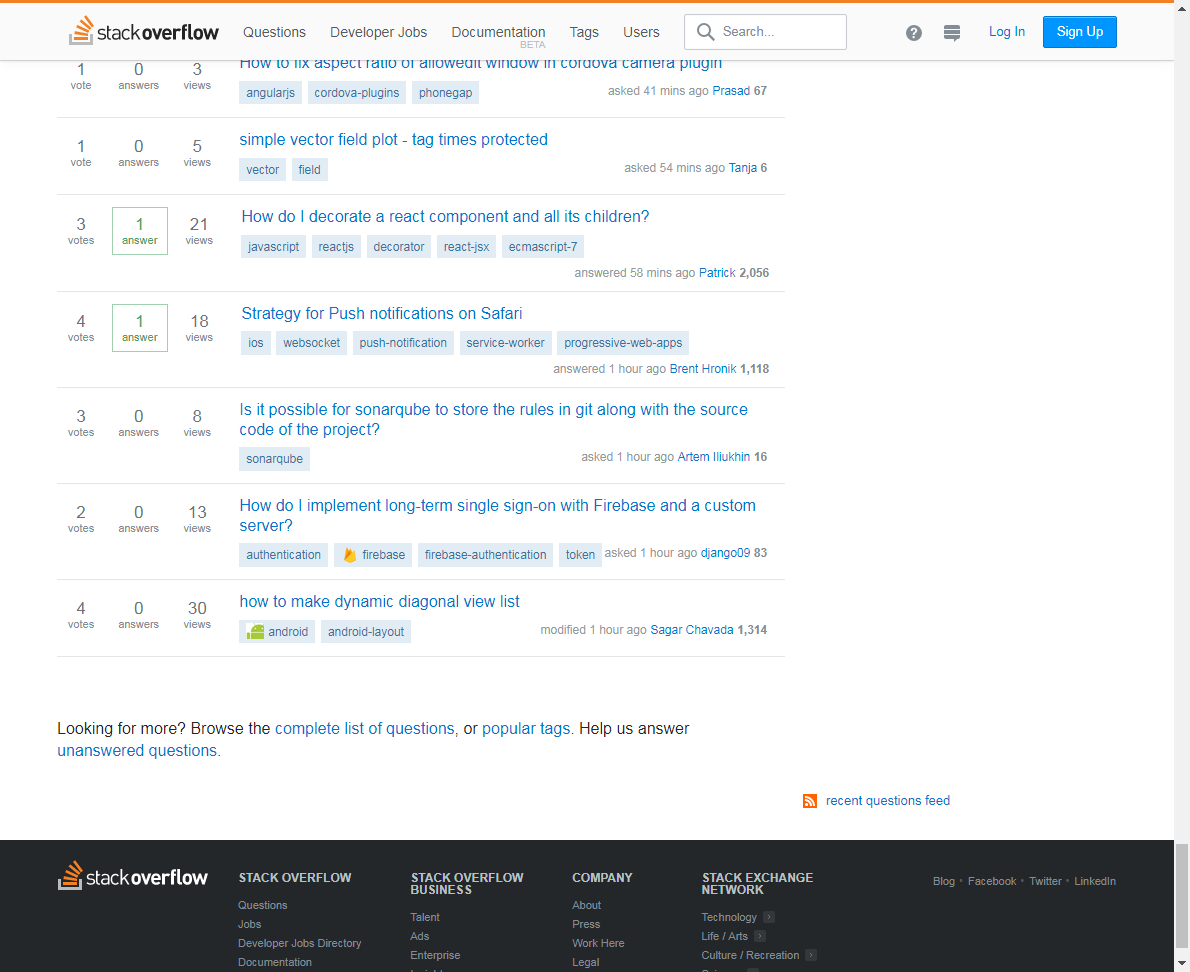 stackoverflow Questions Developer Jobs Documentation Tags Users Search... Log In Sign Up
BETA
How to fix aspect ratio of allowedit window in cordova camera plugin
1 0 3
vote answers views
angularjs cordova-plugins phonegap asked 41 mins ago Prasad 67
simple vector field plot - tag times protected
1 0 5
vote answers views
vector field asked 54 mins ago Tanja 6
How do I decorate a react component and all its children?
3 1 21
votes answer views
javascript reactjs decorator react-jsx ecmascript-7
answered 58 mins ago Patrick 2,056
Strategy for Push notifications on Safari
4 1 18
votes answer views
ios websocket push-notification service-worker progressive-web-apps
answered 1 hour ago Brent Hronik 1,118
Is it possible for sonarqube to store the rules in git along with the source
code of the project?
3 0 8
votes answers views
sonarqube asked 1 hour ago Artem Iliukhin 16
How do I implement long-term single sign-on with Firebase and a custom
server?
2 0 13
votes answers views
authentication firebase firebase-authentication token asked 1 hour ago django09 83
how to make dynamic diagonal view list
4 0 30
votes answers views
android android-layout modified 1 hour ago Sagar Chavada 1,314
Looking for more? Browse the complete list of questions, or popular tags. Help us answer
unanswered questions.
recent questions feed
stackoverflow
STACK OVERFLOW
Questions
Jobs
Developer Jobs Directory
Documentation
STACK OVERFLOW
BUSINESS
Talent
Ads
Enterprise
COMPANY
About
Press
Work Here
Legal
STACK EXCHANGE
NETWORK
Technology
Life / Arts
Culture / Recreation
Blog • Facebook • Twitter • LinkedIn